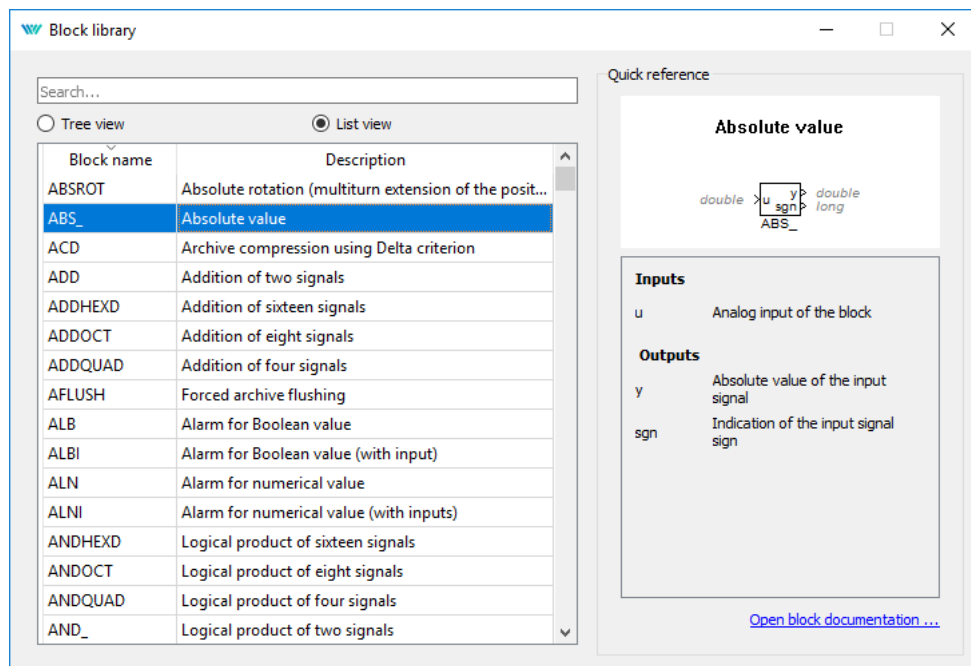 Block library
Search...
Tree view
List view
Block name Description
ABSROT Absolute rotation (multiturn extension of the posit...
ABS_ Absolute value
ACD Archive compression using Delta criterion
ADD Addition of two signals
ADDHEXD Addition of sixteen signals
ADDOCT Addition of eight signals
ADDQUAD Addition of four signals
AFLUSH Forced archive flushing
ALB Alarm for Boolean value
ALBI Alarm for Boolean value (with input)
ALN Alarm for numerical value
ALNI Alarm for numerical value (with inputs)
ANDHEXD Logical product of sixteen signals
ANDOCT Logical product of eight signals
ANDQUAD Logical product of four signals
AND_ Logical product of two signals
Quick reference
Absolute value
double u y double
sgn long
ABS_
Inputs
u Analog input of the block
Outputs
y Absolute value of the input
signal
sgn Indication of the input signal
sign
Open block documentation ...